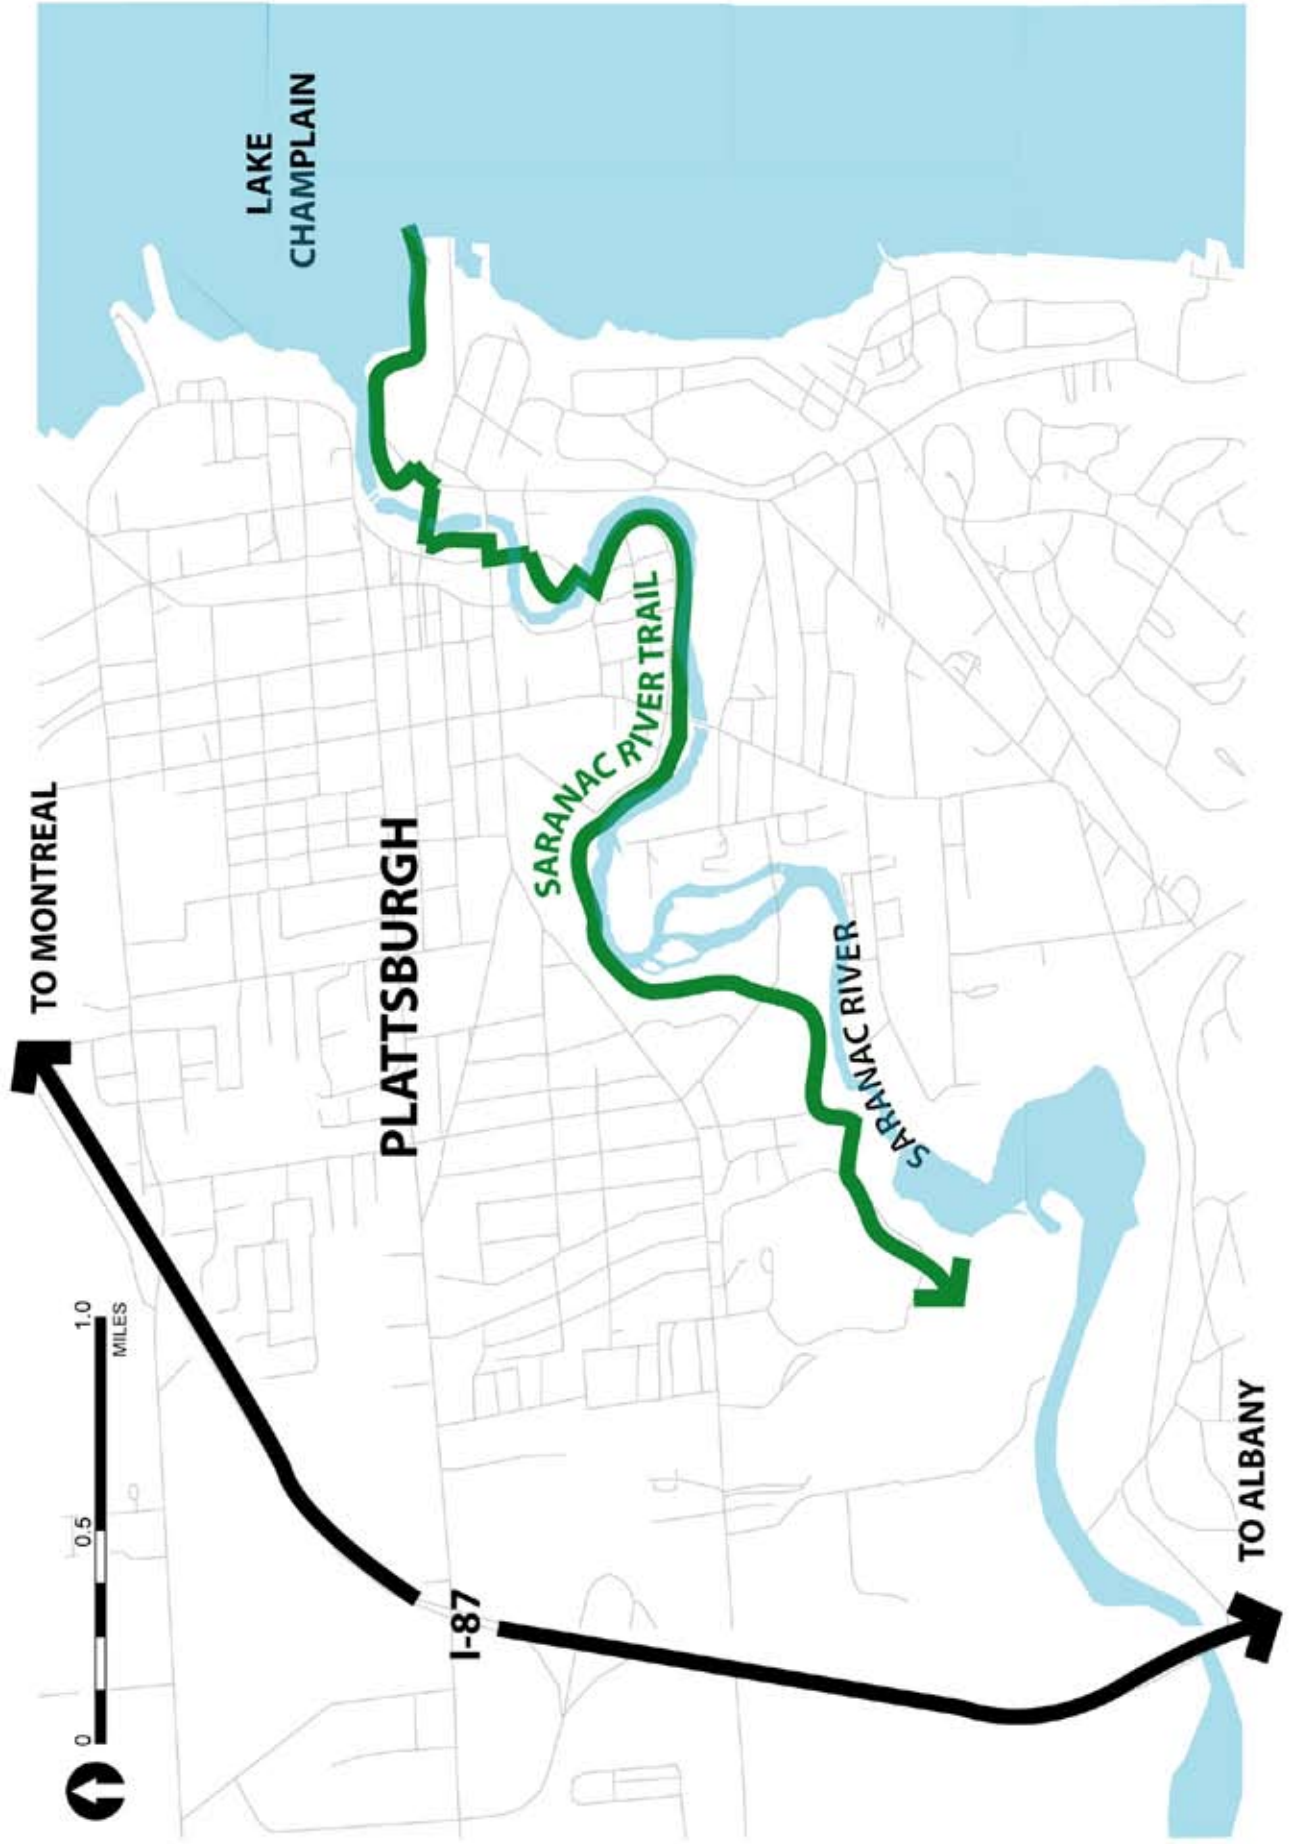 TO MONTREAL
0 0.5 1.0
MILES
LAKE
CHAMPLAIN
PLATTSBURGH
I-87
SARANAC RIVER TRAIL
SARANAC RIVER
TO ALBANY